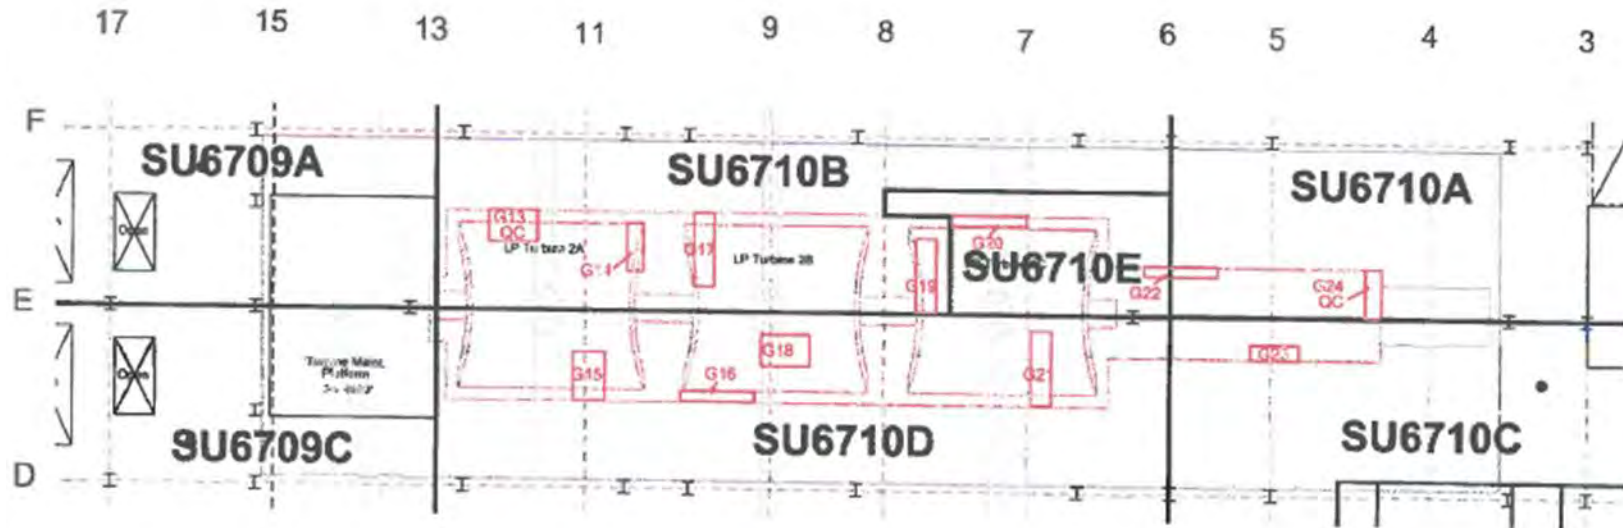 17 15 13 11 9 8 7 6 5 4 3
F
SU6709A SU6710B SU6710A
G13
QC
LP Turbine 2A
G14
G17
LP Turbine 2B
G20
SU6710E
G19
G22
G24
QC
Open
E
Turbine Maint.
Platform
G15
G16
G18
G21
G23
Open
SU6709C SU6710D SU6710C
D